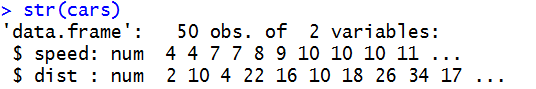 > str(cars)
'data.frame':   50 obs. of  2 variables:
 $ speed: num  4 4 7 7 8 9 10 10 10 11 ...
 $ dist : num  2 10 4 22 16 10 18 26 34 17 ...